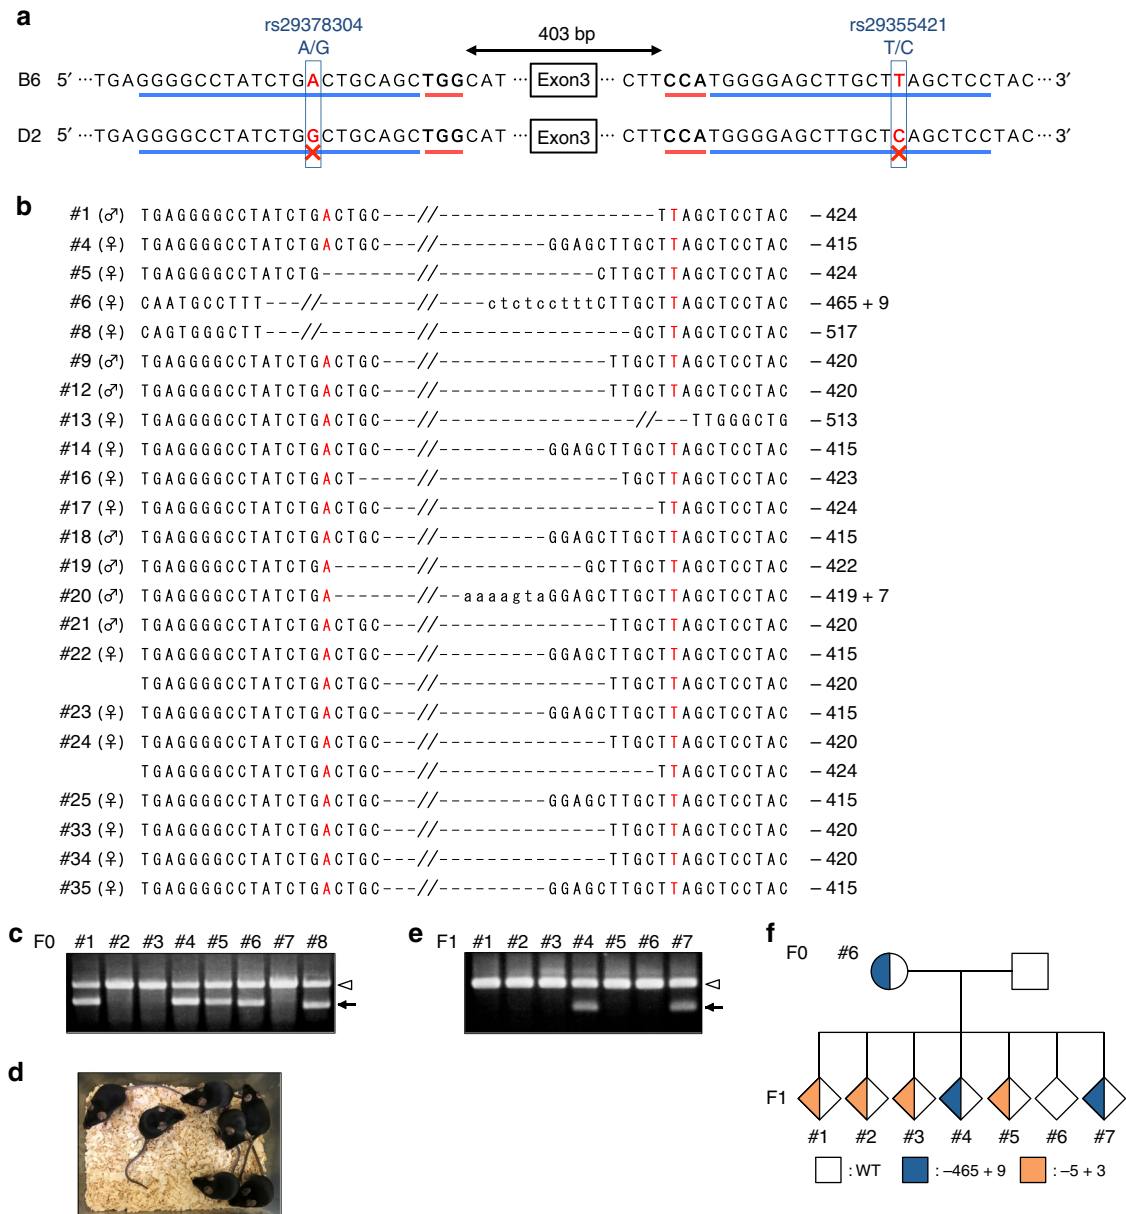 a
rs29378304
A/G
403 bp
rs29355421
T/C
B6 5′ ···TGAGGGGCCTATCTGACTGCAGCTGGCAT ··· Exon3 ··· CTTCCATGGGGAGCTTGCTTAGCTCCTAC··· 3′
D2 5′ ···TGAGGGGCCTATCTGGCTGCAGCTGGCAT ··· Exon3 ··· CTTCCATGGGGAGCTTGCTCAGCTCCTAC··· 3′
b
#1 (♂) TGAGGGGCCTATCTGACTGC---//------------------TTAGCTCCTAC –424
#4 (♀) TGAGGGGCCTATCTGACTGC---//---------GGAGCTTGCTTAGCTCCTAC –415
#5 (♀) TGAGGGGCCTATCTG--------//-------------CTTGCTTAGCTCCTAC –424
#6 (♀) CAATGCCTTT---//--------//----ctctcctttCTTGCTTAGCTCCTAC –465 + 9
#8 (♀) CAGTGGGCTT---//--------//----------------GCTTAGCTCCTAC –517
#9 (♂) TGAGGGGCCTATCTGACTGC---//--------------TTGCTTAGCTCCTAC –420
#12 (♂) TGAGGGGCCTATCTGACTGC---//--------------TTGCTTAGCTCCTAC –420
#13 (♀) TGAGGGGCCTATCTGACTGC---//----------------//---TTGGGCTG –513
#14 (♀) TGAGGGGCCTATCTGACTGC---//---------GGAGCTTGCTTAGCTCCTAC –415
#16 (♀) TGAGGGGCCTATCTGACT-----//---------------TGCTTAGCTCCTAC –423
#17 (♀) TGAGGGGCCTATCTGACTGC---//------------------TTAGCTCCTAC –424
#18 (♂) TGAGGGGCCTATCTGACTGC---//---------GGAGCTTGCTTAGCTCCTAC –415
#19 (♂) TGAGGGGCCTATCTGA-------//------------GCTTGCTTAGCTCCTAC –422
#20 (♂) TGAGGGGCCTATCTGA-------//--aaaagtaGGAGCTTGCTTAGCTCCTAC –419 + 7
#21 (♂) TGAGGGGCCTATCTGACTGC---//--------------TTGCTTAGCTCCTAC –420
#22 (♀) TGAGGGGCCTATCTGACTGC---//---------GGAGCTTGCTTAGCTCCTAC –415
TGAGGGGCCTATCTGACTGC---//--------------TTGCTTAGCTCCTAC –420
#23 (♀) TGAGGGGCCTATCTGACTGC---//---------GGAGCTTGCTTAGCTCCTAC –415
#24 (♀) TGAGGGGCCTATCTGACTGC---//--------------TTGCTTAGCTCCTAC –420
TGAGGGGCCTATCTGACTGC---//------------------TTAGCTCCTAC –424
#25 (♀) TGAGGGGCCTATCTGACTGC---//---------GGAGCTTGCTTAGCTCCTAC –415
#33 (♀) TGAGGGGCCTATCTGACTGC---//--------------TTGCTTAGCTCCTAC –420
#34 (♀) TGAGGGGCCTATCTGACTGC---//--------------TTGCTTAGCTCCTAC –420
#35 (♀) TGAGGGGCCTATCTGACTGC---//---------GGAGCTTGCTTAGCTCCTAC –415
c
F0 #1 #2 #3 #4 #5 #6 #7 #8
d
e
F1 #1 #2 #3 #4 #5 #6 #7
f
F0 #6
F1
#1 #2 #3 #4 #5 #6 #7
: WT : –465 + 9 : –5 + 3